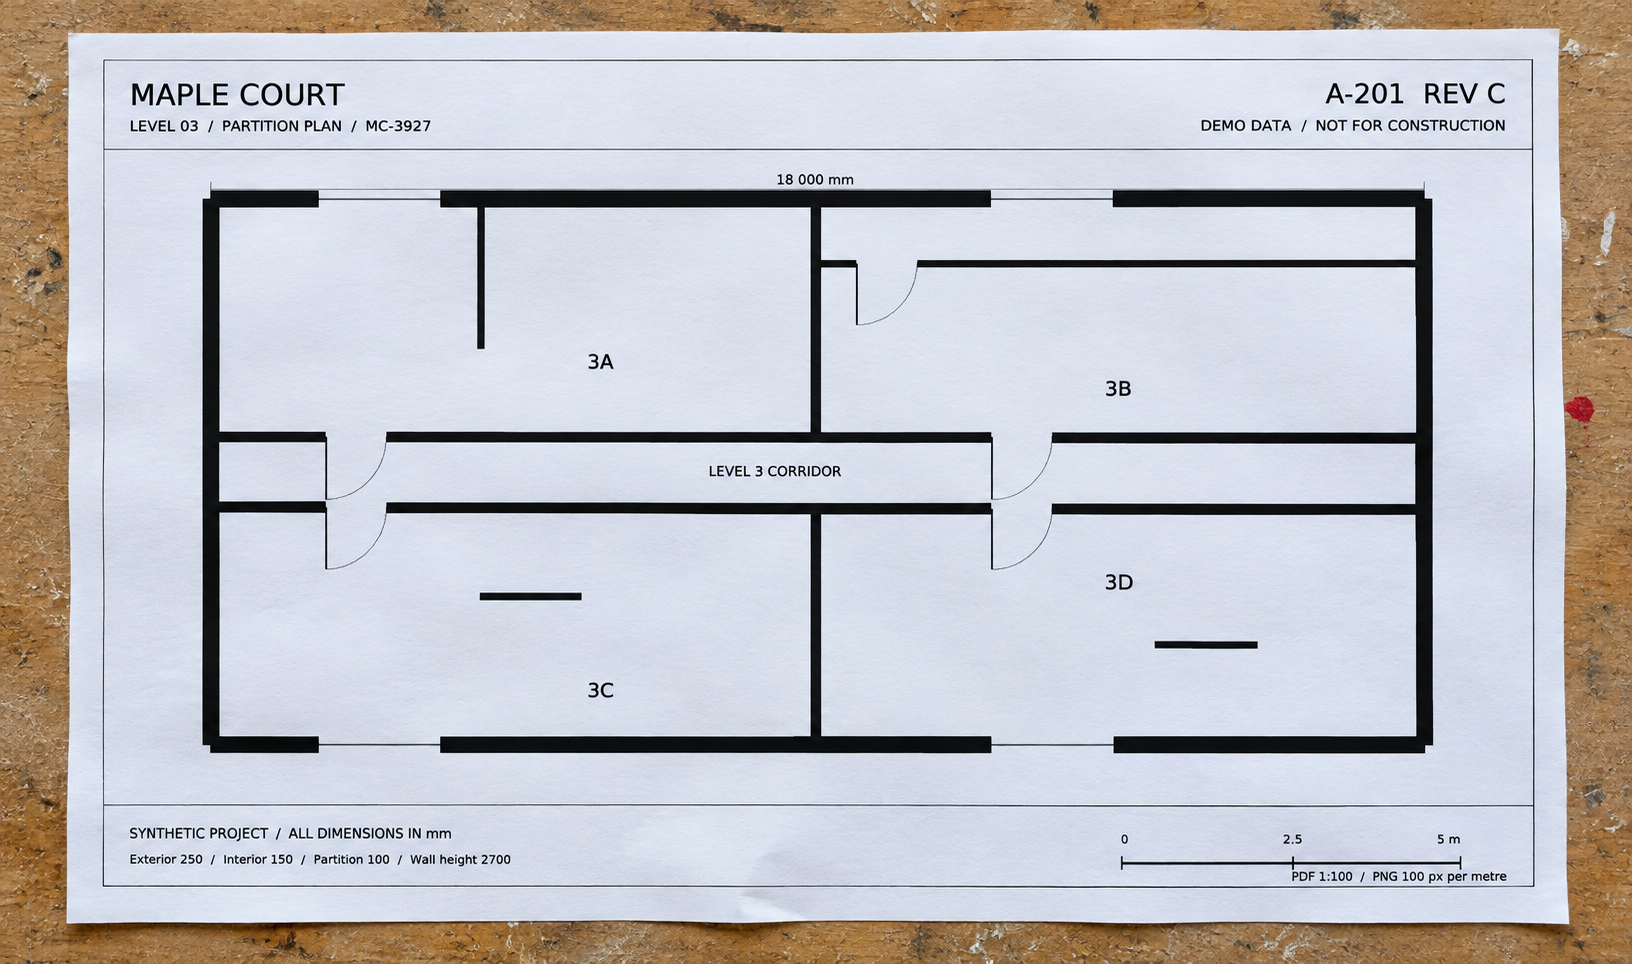 MAPLE COURT
A-201 REV C
LEVEL 03 / PARTITION PLAN / MC-3927
DEMO DATA / NOT FOR CONSTRUCTION
18 000 mm
3A
3B
LEVEL 3 CORRIDOR
3D
3C
SYNTHETIC PROJECT / ALL DIMENSIONS IN mm
Exterior 250 / Interior 150 / Partition 100 / Wall height 2700
0 2.5 5 m
PDF 1:100 / PNG 100 px per metre